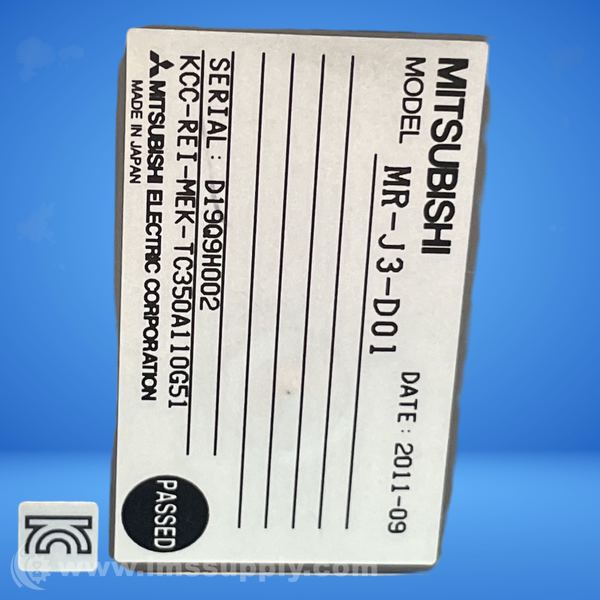 MITSUBISHI
MODEL MR-J3-D01 DATE: 2011-09
SERIAL: D19Q9H002
KCC-REI-MEK-TC350A110G51
MITSUBISHI ELECTRIC CORPORATION
MADE IN JAPAN
PASSED
www.imssupply.com